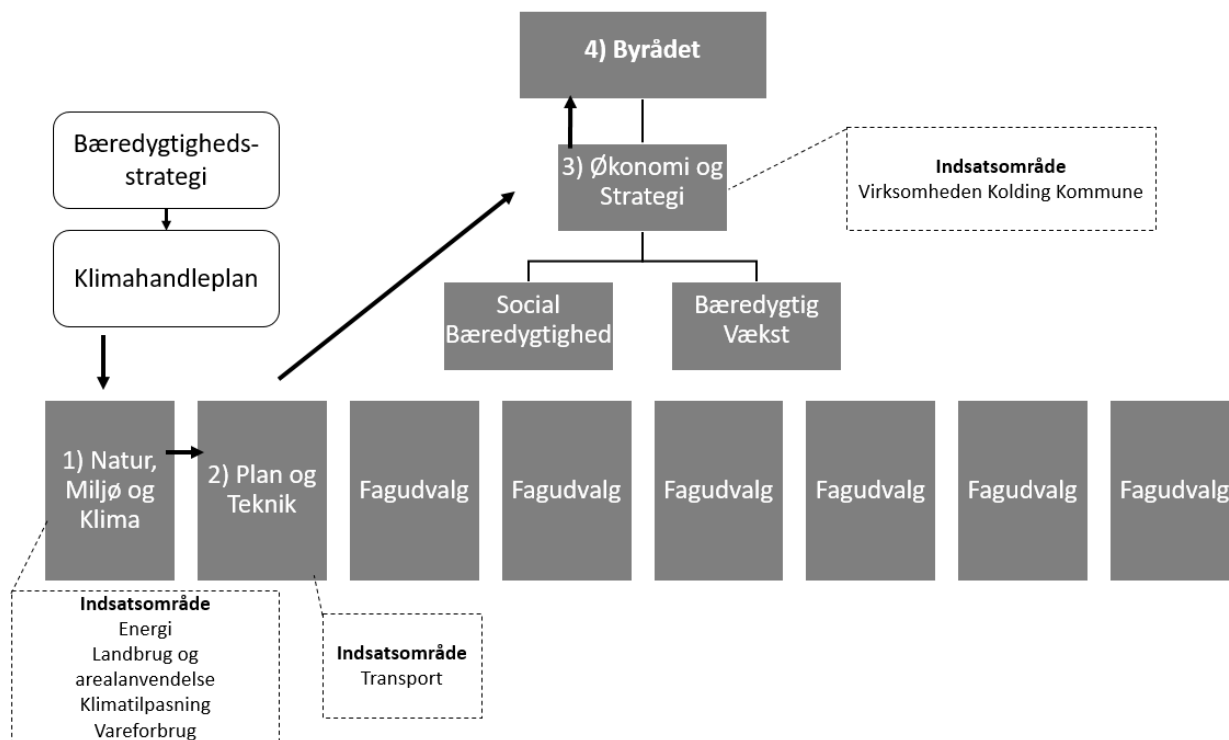 4) Byrådet
Bæredygtigheds-
strategi
3) Økonomi og
Strategi
Indsatsområde
Virksomheden Kolding Kommune
Klimahandleplan
Social
Bæredygtighed
Bæredygtig
Vækst
1) Natur,
Miljø og
Klima
2) Plan og
Teknik
Fagudvalg
Fagudvalg
Fagudvalg
Fagudvalg
Fagudvalg
Fagudvalg
Indsatsområde
Energi
Landbrug og
arealanvendelse
Klimatilpasning
Vareforbrug
Indsatsområde
Transport